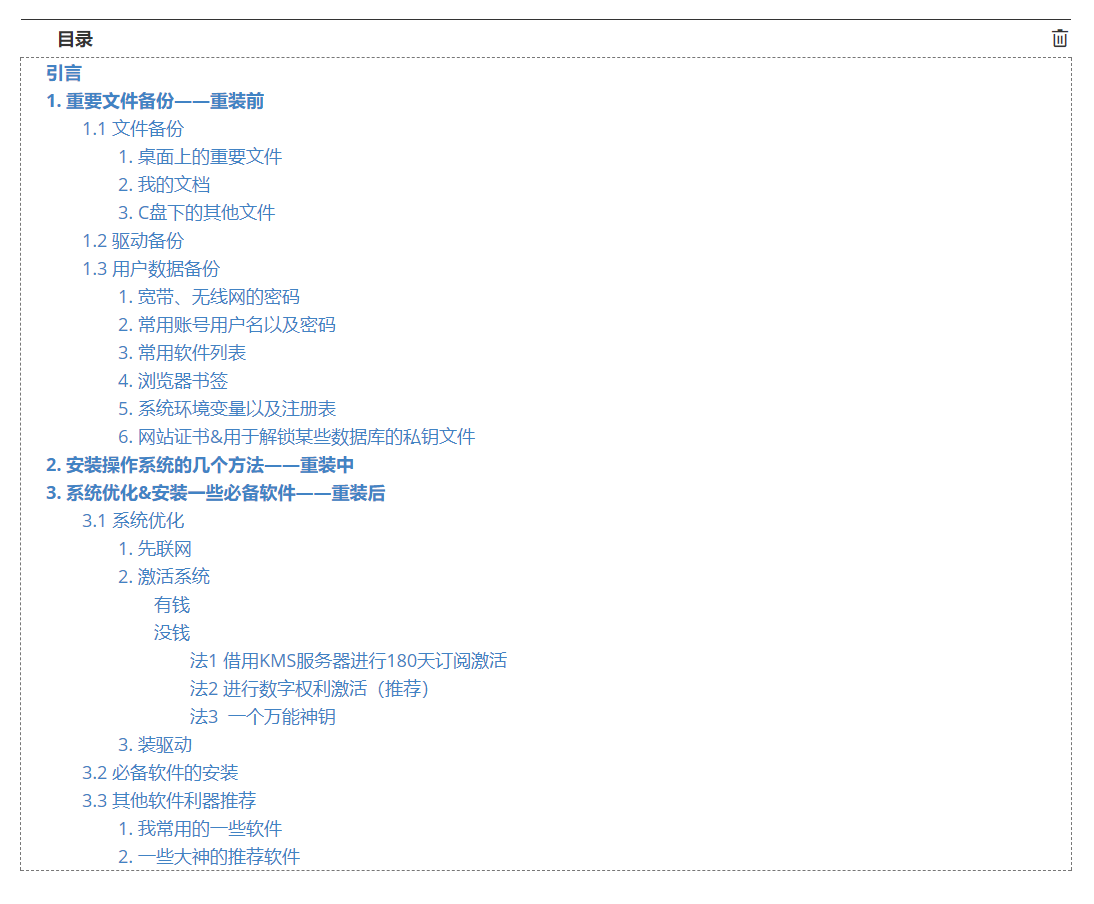 目录
引言
1. 重要文件备份——重装前
1.1 文件备份
1. 桌面上的重要文件
2. 我的文档
3. C盘下的其他文件
1.2 驱动备份
1.3 用户数据备份
1. 宽带、无线网的密码
2. 常用账号用户名以及密码
3. 常用软件列表
4. 浏览器书签
5. 系统环境变量以及注册表
6. 网站证书&用于解锁某些数据库的私钥文件
2. 安装操作系统的几个方法——重装中
3. 系统优化&安装一些必备软件——重装后
3.1 系统优化
1. 先联网
2. 激活系统
有钱
没钱
法1 借用KMS服务器进行180天订阅激活
法2 进行数字权利激活（推荐）
法3 一个万能神钥
3. 装驱动
3.2 必备软件的安装
3.3 其他软件利器推荐
1. 我常用的一些软件
2. 一些大神的推荐软件